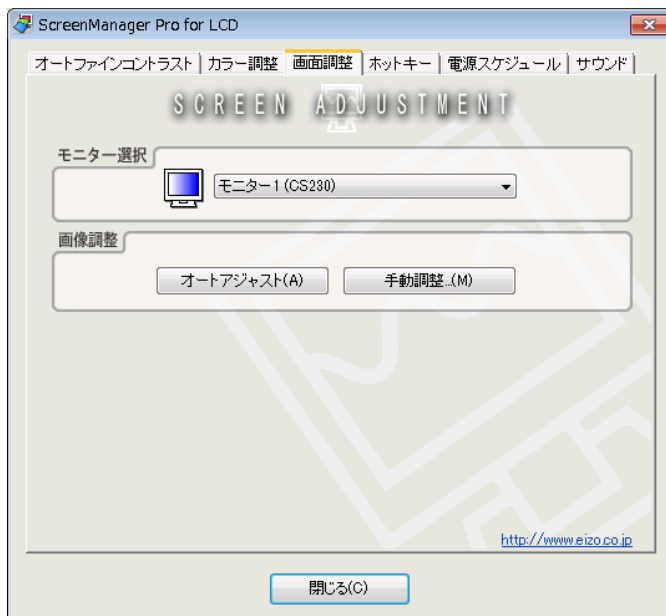 ScreenManager Pro for LCD
オートファインコントラスト カラー調整 画面調整 ホットキー 電源スケジュール サウンド
SCREEN ADJUSTMENT
モニター選択
モニター1 (CS230)
画像調整
オートアジャスト(A) 手動調整...(M)
http://www.eizo.co.jp
閉じる(C)